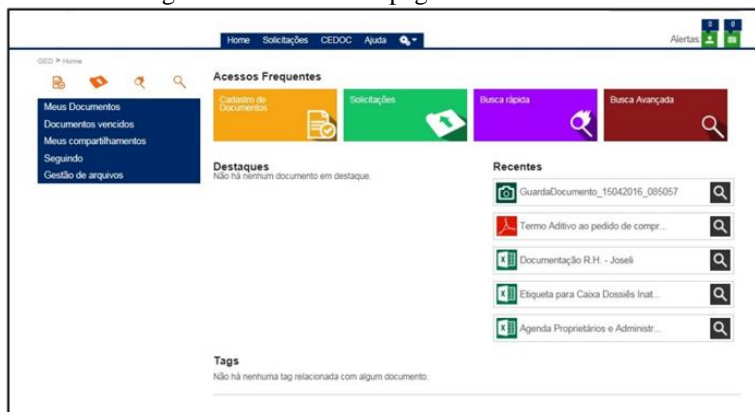 Home Solicitações CEDOC Ajuda
0 0
Alertas:
GED > Home
Meus Documentos
Documentos vencidos
Meus compartilhamentos
Seguindo
Gestão de arquivos
Acessos Frequentes
Cadastro de
Documentos
Solicitações
Busca rápida
Busca Avançada
Destaques
Não há nenhum documento em destaque.
Recentes
GuardaDocumento_15042016_085057
Termo Aditivo ao pedido de compr...
Documentação R.H. - Joseli
Etiqueta para Caixa Dossiês Inat...
Agenda Proprietários e Administr...
Tags
Não há nenhuma tag relacionada com algum documento.